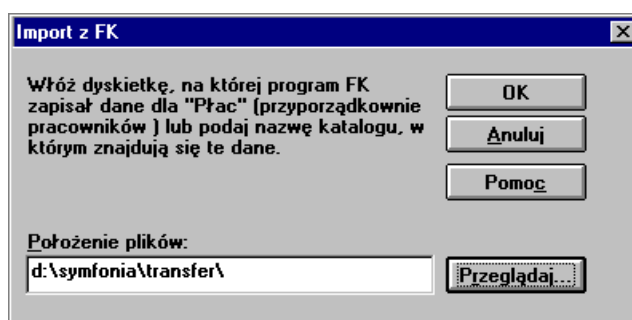 Import z FK
Włóż dyskietkę, na której program FK
zapisał dane dla "Płac" (przyporządkownie
pracowników ) lub podaj nazwę katalogu, w
którym znajdują się te dane.
OK
Anuluj
Pomoc
Położenie plików:
d:\symfonia\transfer\
Przeglądaj...